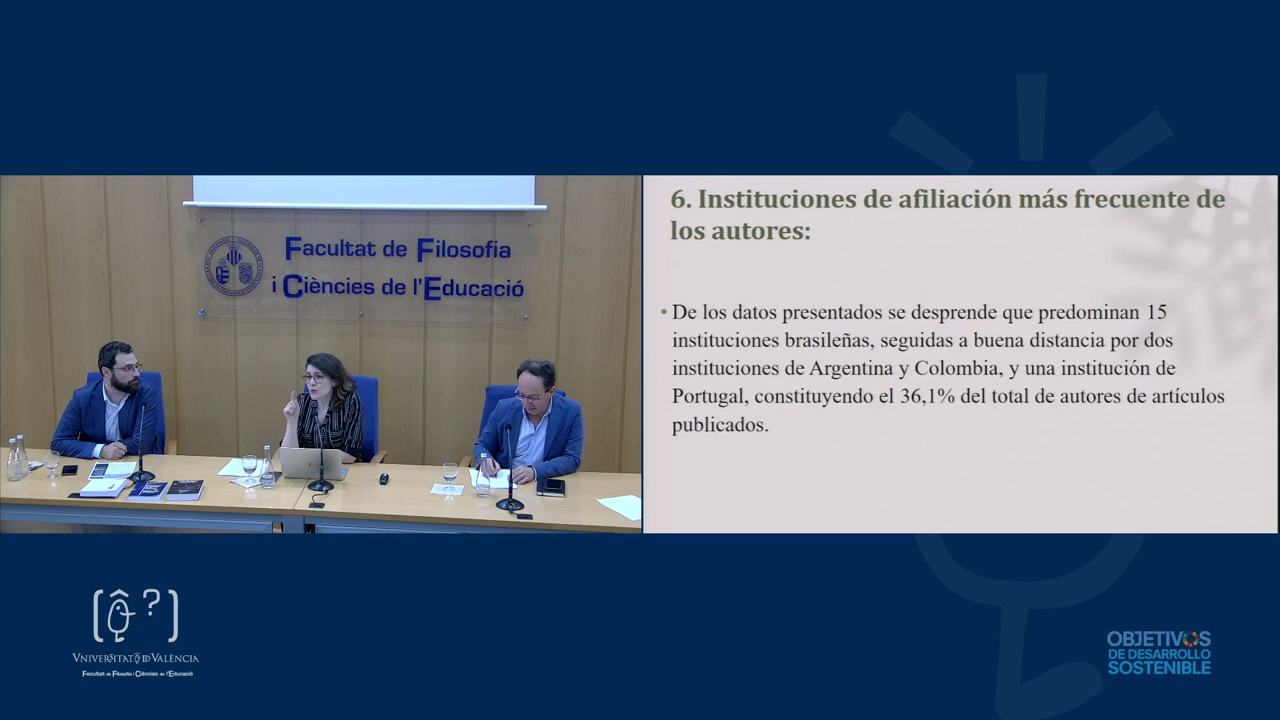 Facultat de Filosofia
i Ciències de l'Educació
6. Instituciones de afiliación más frecuente de
los autores:
• De los datos presentados se desprende que predominan 15
instituciones brasileñas, seguidas a buena distancia por dos
instituciones de Argentina y Colombia, y una institución de
Portugal, constituyendo el 36,1% del total de autores de artículos
publicados.
[ô ?]
VNIVERSITAT ID VALÈNCIA
Facultat de Filosofia i Ciències de l'Educació
OBJETIVOS
DE DESARROLLO
SOSTENIBLE